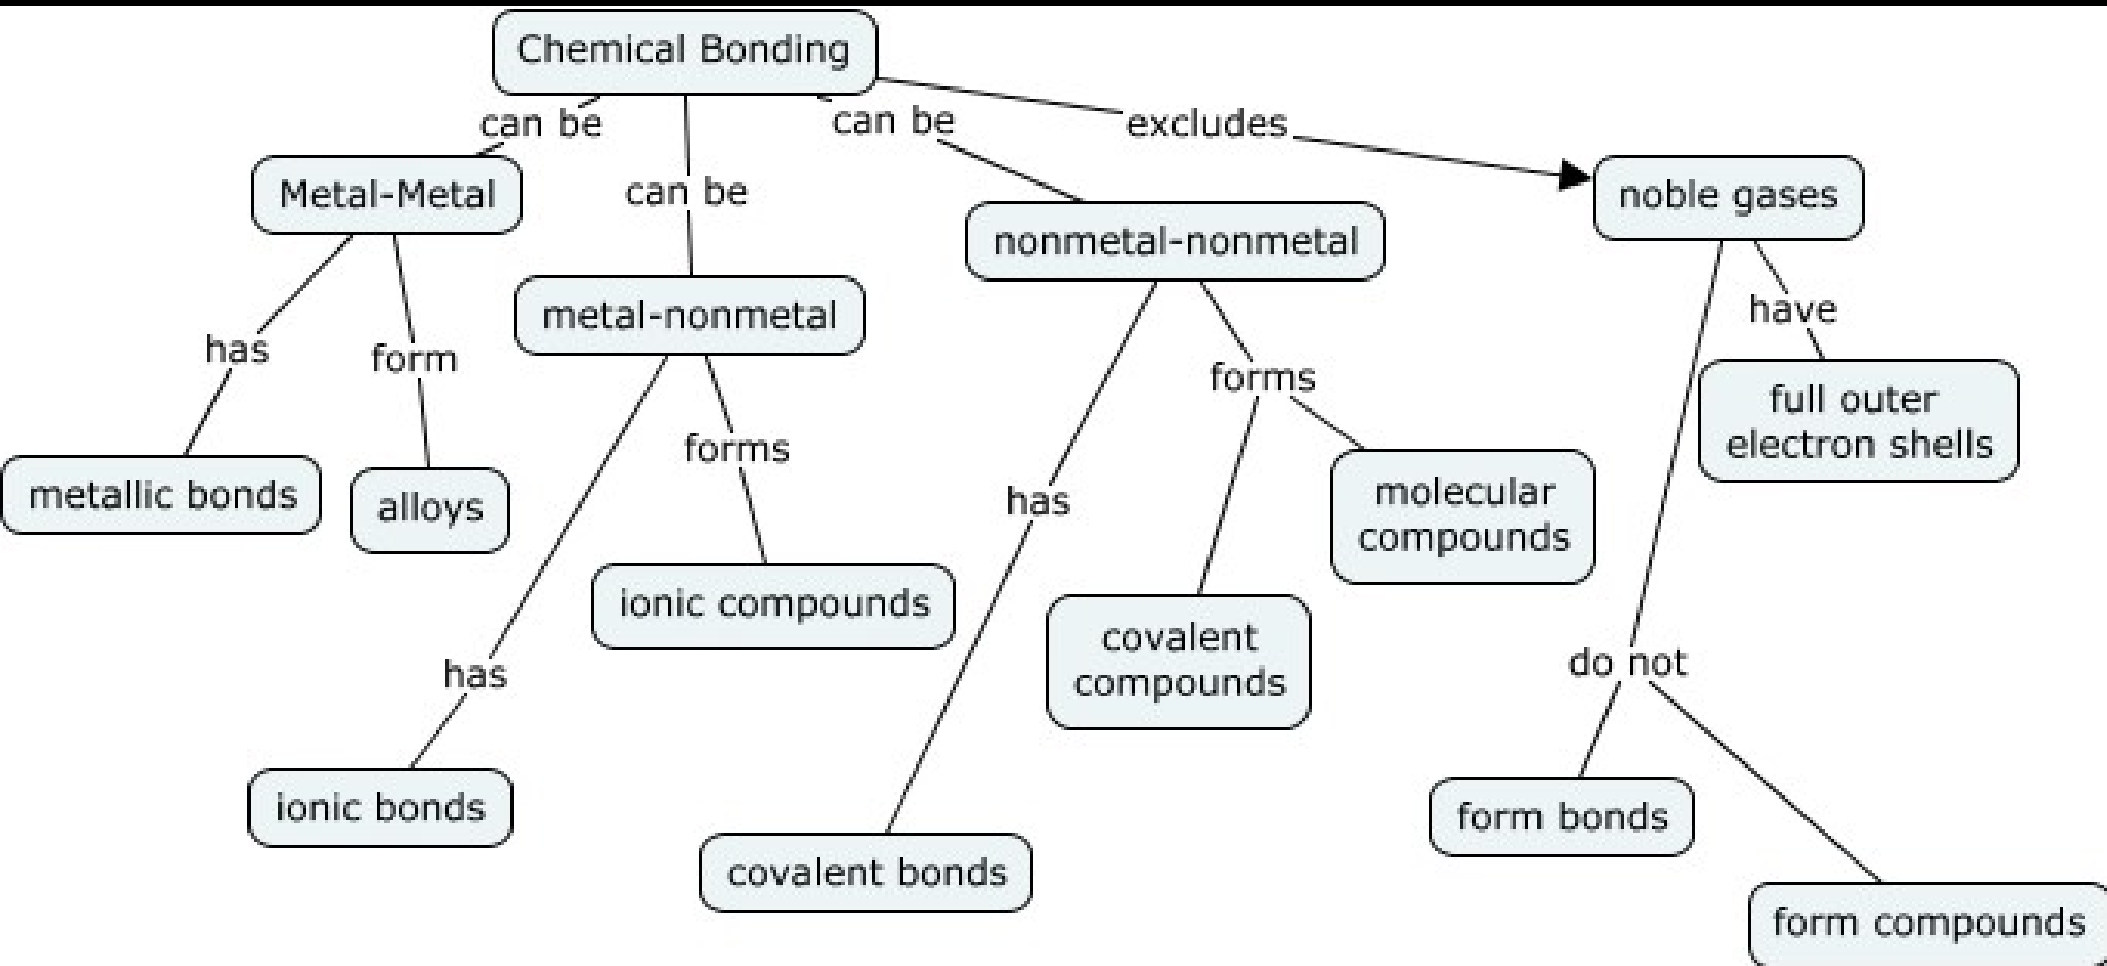 Chemical Bonding
can be
can be
excludes
Metal-Metal
can be
noble gases
nonmetal-nonmetal
metal-nonmetal
have
has
form
forms
full outer
electron shells
forms
metallic bonds
alloys
has
molecular
compounds
ionic compounds
covalent
compounds
has
do not
ionic bonds
form bonds
covalent bonds
form compounds